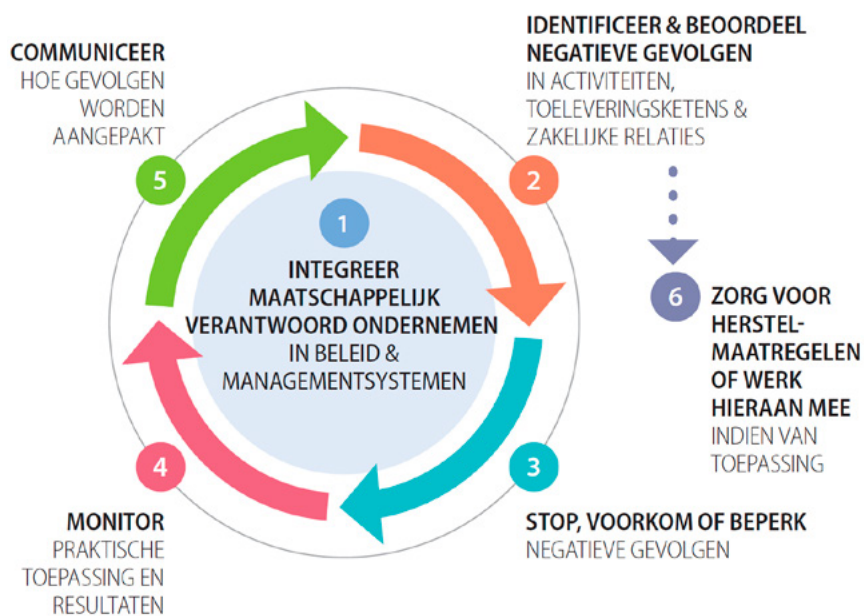 COMMUNICEER
HOE GEVOLGEN
WORDEN
AANGEPAKT
5
IDENTIFICEER & BEOORDEEL
NEGATIEVE GEVOLGEN
IN ACTIVITEITEN,
TOELEVERINGSKETENS &
ZAKELIJKE RELATIES
2
1
INTEGREER
MAATSCHAPPELIJK
VERANTWOORD ONDERNEMEN
IN BELEID &
MANAGEMENTSYSTEMEN
6
ZORG VOOR
HERSTEL-
MAATREGELEN
OF WERK
HIERAAN MEE
INDIEN VAN
TOEPASSING
4
MONITOR
PRAKTISCHE
TOEPASSING EN
RESULTATEN
3
STOP, VOORKOM OF BEPERK
NEGATIEVE GEVOLGEN